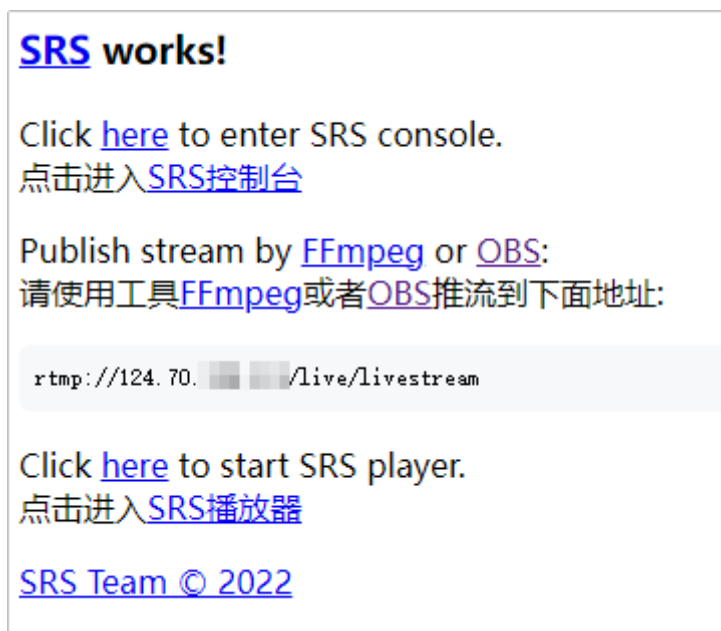 SRS works!
Click here to enter SRS console.
点击进入SRS控制台
Publish stream by FFmpeg or OBS:
请使用工具FFmpeg或者OBS推流到下面地址:
rtmp://124.70. /live/livestream
Click here to start SRS player.
点击进入SRS播放器
SRS Team © 2022